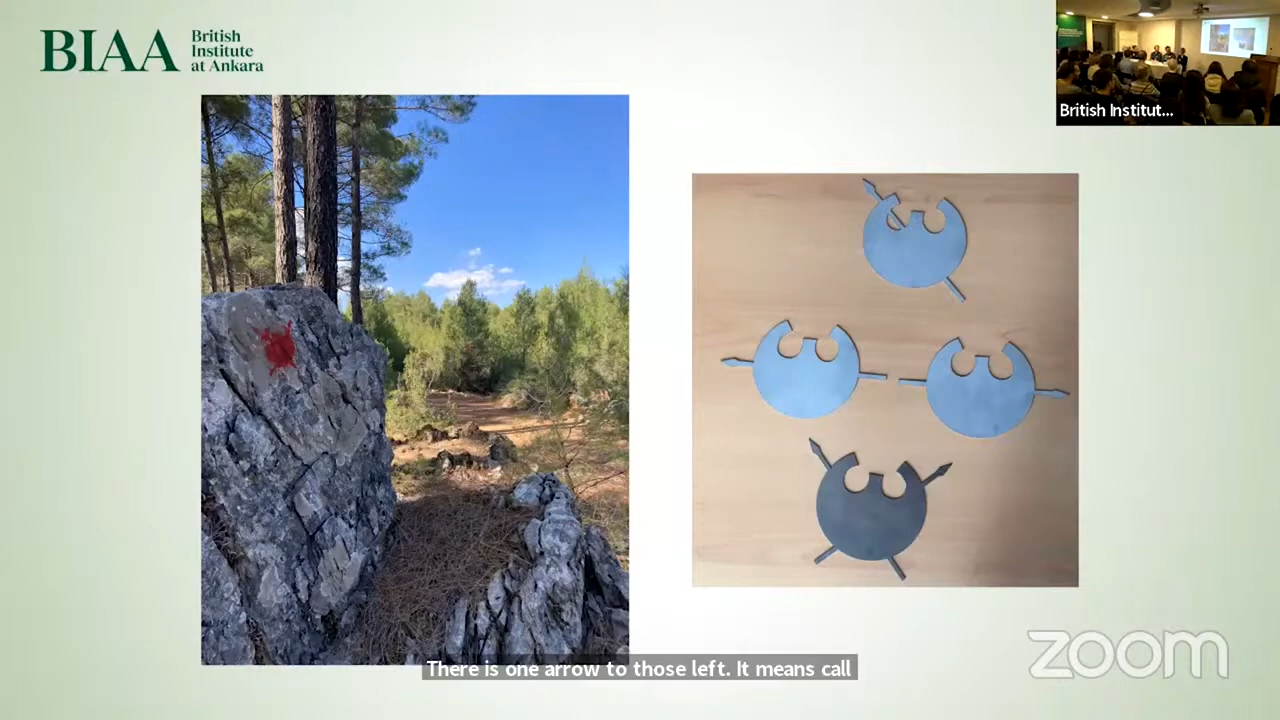 BIAA
British
Institute
at Ankara
British Institut...
There is one arrow to those left. It means call
zoom